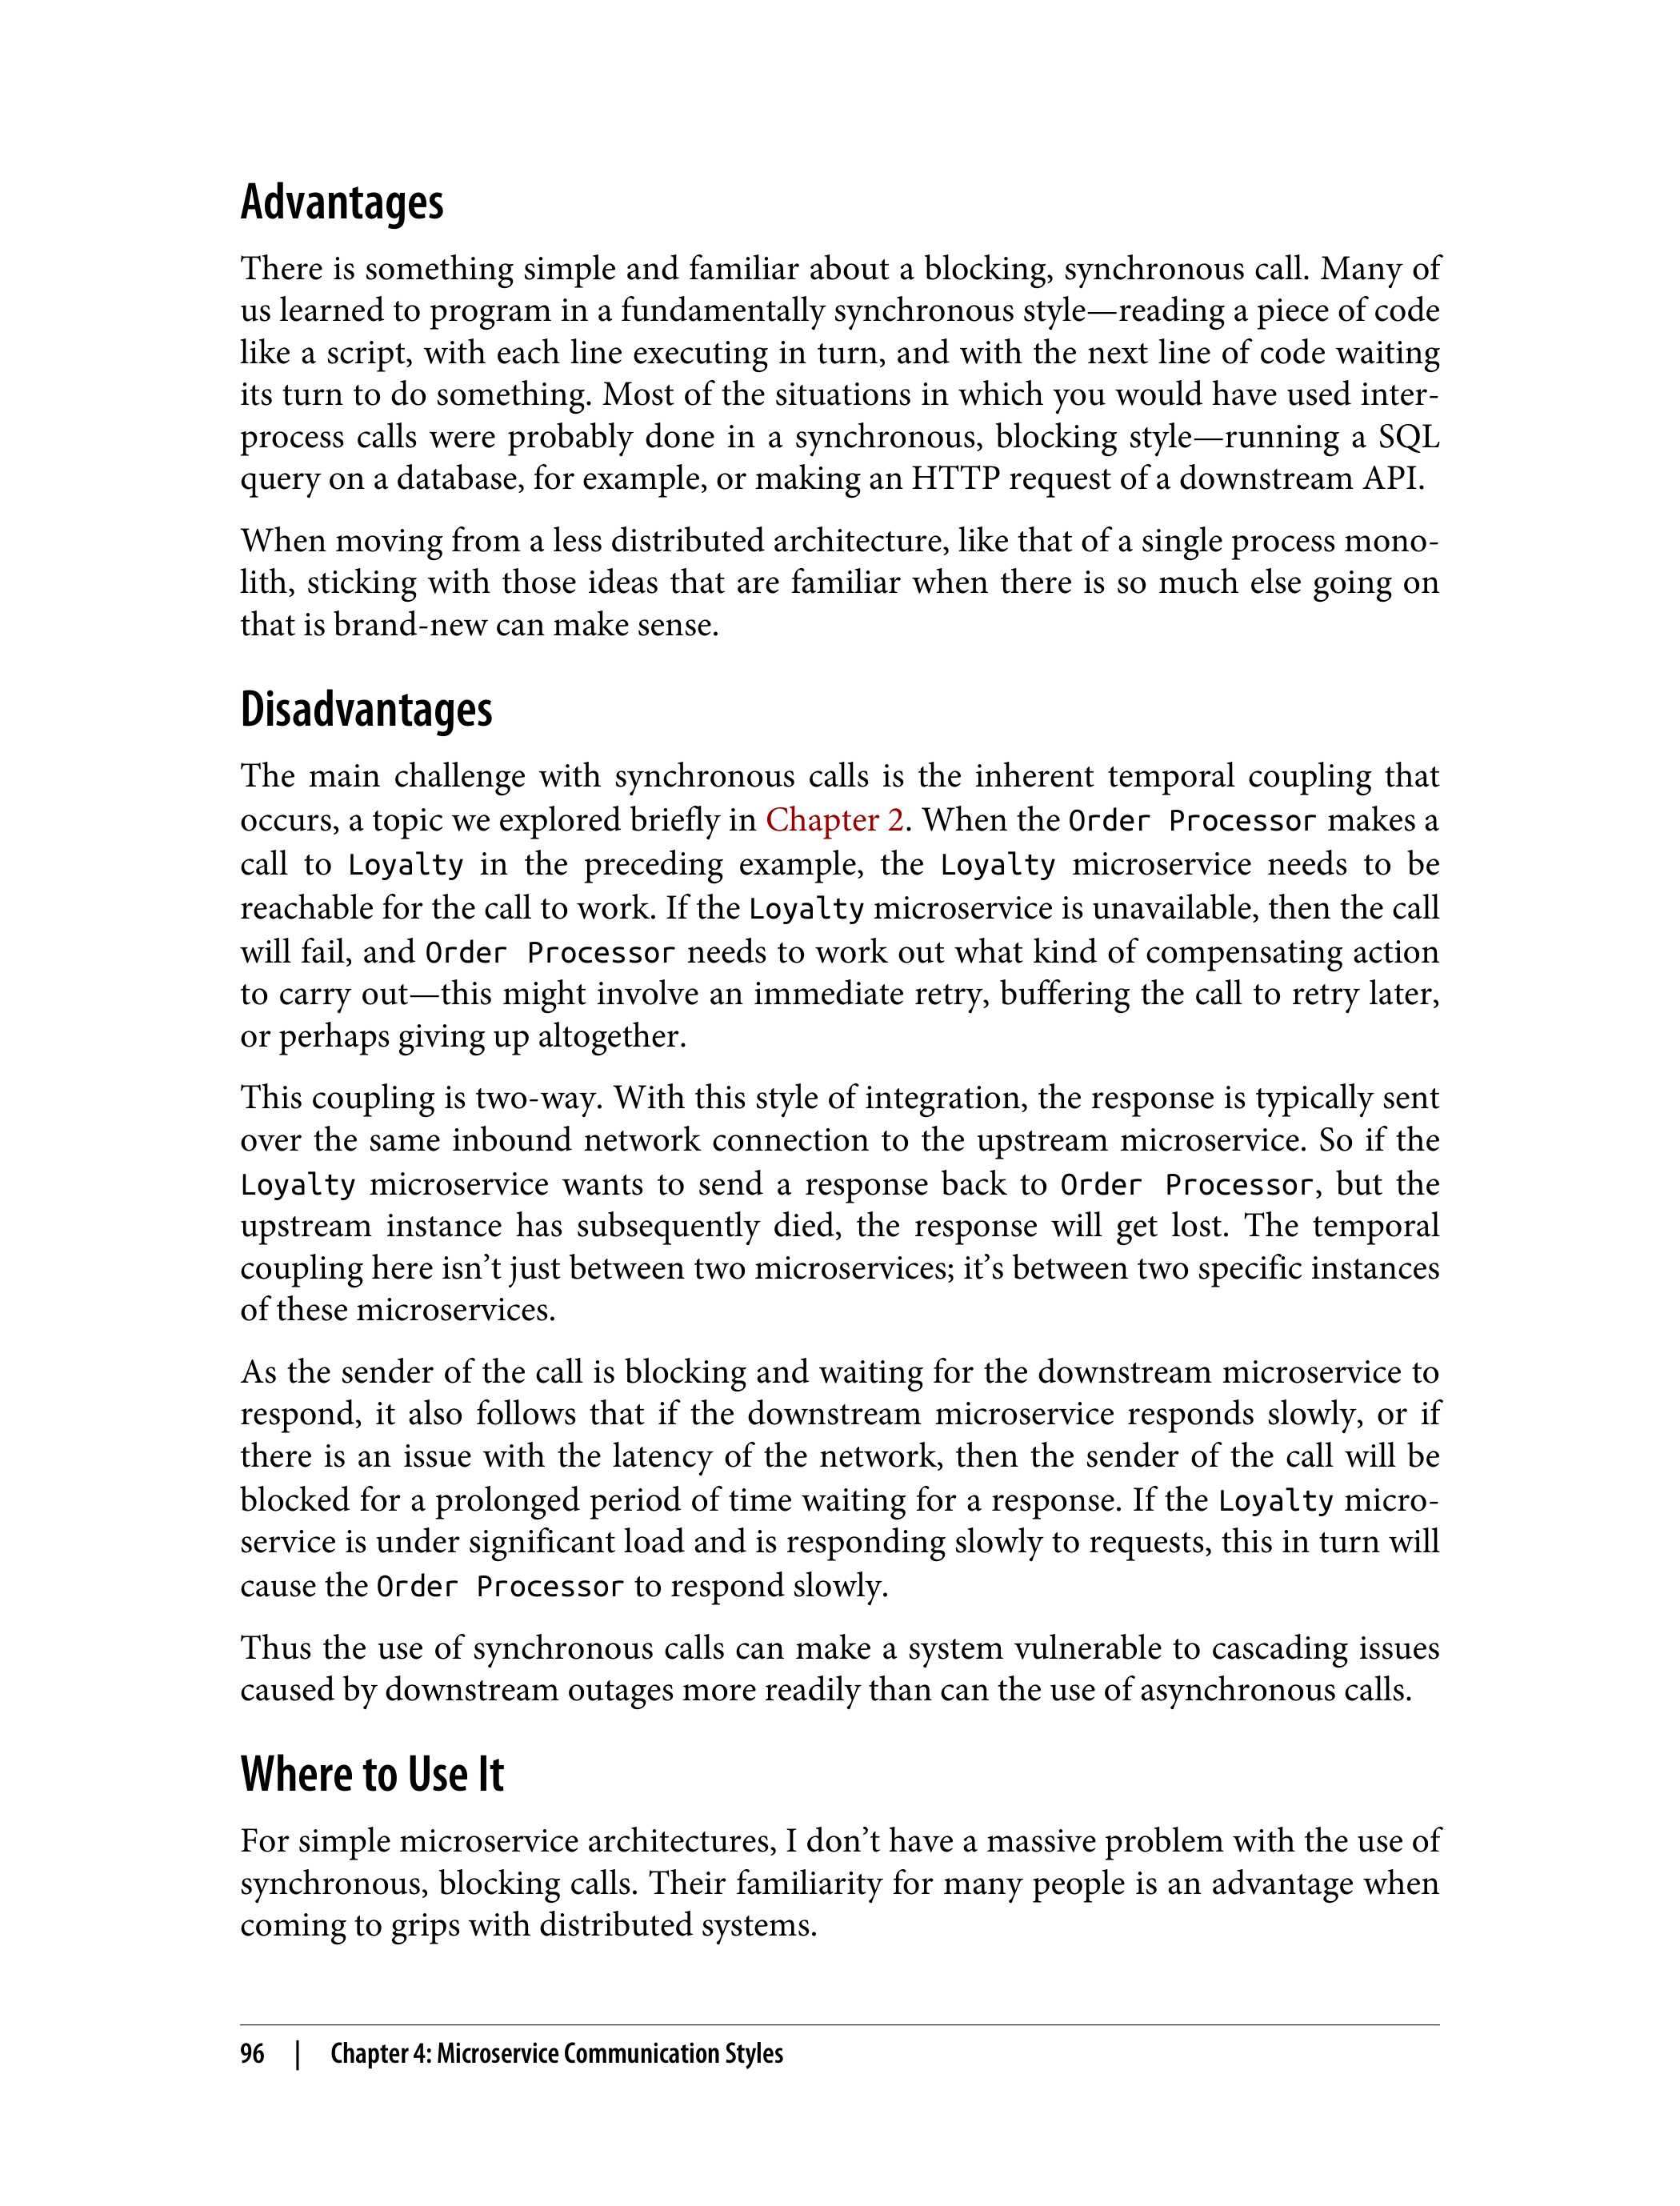 Advantages
There is something simple and familiar about a blocking, synchronous call. Many of
us learned to program in a fundamentally synchronous style—reading a piece of code
like a script, with each line executing in turn, and with the next line of code waiting
its turn to do something. Most of the situations in which you would have used inter-
process calls were probably done in a synchronous, blocking style—running a SQL
query on a database, for example, or making an HTTP request of a downstream API.
When moving from a less distributed architecture, like that of a single process mono-
lith, sticking with those ideas that are familiar when there is so much else going on
that is brand-new can make sense.
Disadvantages
The main challenge with synchronous calls is the inherent temporal coupling that
occurs, a topic we explored briefly in Chapter 2. When the Order Processor makes a
call to Loyalty in the preceding example, the Loyalty microservice needs to be
reachable for the call to work. If the Loyalty microservice is unavailable, then the call
will fail, and Order Processor needs to work out what kind of compensating action
to carry out—this might involve an immediate retry, buffering the call to retry later,
or perhaps giving up altogether.
This coupling is two-way. With this style of integration, the response is typically sent
over the same inbound network connection to the upstream microservice. So if the
Loyalty microservice wants to send a response back to Order Processor, but the
upstream instance has subsequently died, the response will get lost. The temporal
coupling here isn’t just between two microservices; it’s between two specific instances
of these microservices.
As the sender of the call is blocking and waiting for the downstream microservice to
respond, it also follows that if the downstream microservice responds slowly, or if
there is an issue with the latency of the network, then the sender of the call will be
blocked for a prolonged period of time waiting for a response. If the Loyalty micro-
service is under significant load and is responding slowly to requests, this in turn will
cause the Order Processor to respond slowly.
Thus the use of synchronous calls can make a system vulnerable to cascading issues
caused by downstream outages more readily than can the use of asynchronous calls.
Where to Use It
For simple microservice architectures, I don’t have a massive problem with the use of
synchronous, blocking calls. Their familiarity for many people is an advantage when
coming to grips with distributed systems.
96 | Chapter 4: Microservice Communication Styles